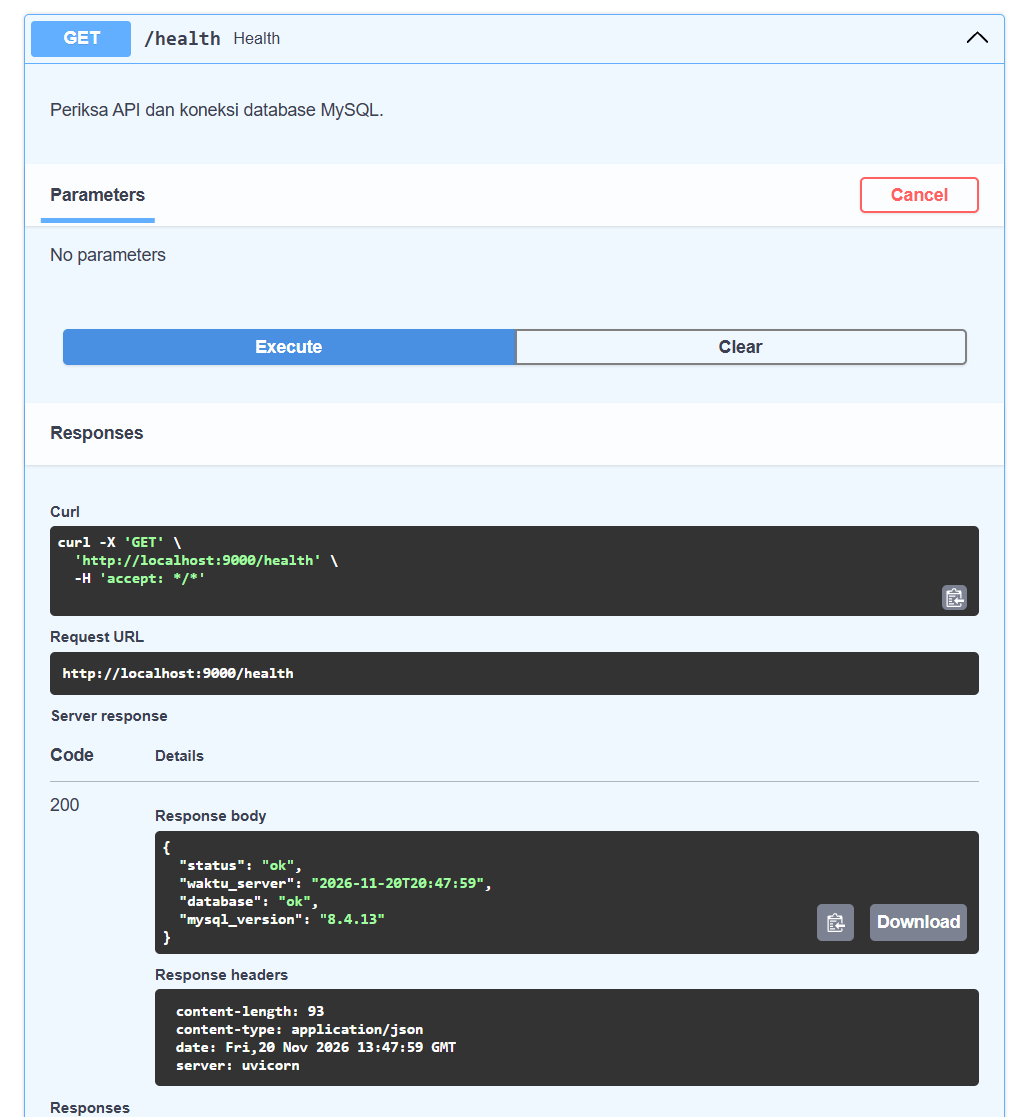 GET /health Health
Periksa API dan koneksi database MySQL.
Parameters
Cancel
No parameters
Execute
Clear
Responses
Curl
curl -X 'GET' \
  'http://localhost:9000/health' \
  -H 'accept: */*'
Request URL
http://localhost:9000/health
Server response
Code Details
200
Response body
{
  "status": "ok",
  "waktu_server": "2026-11-20T20:47:59",
  "database": "ok",
  "mysql_version": "8.4.13"
}
Download
Response headers
content-length: 93
content-type: application/json
date: Fri,20 Nov 2026 13:47:59 GMT
server: uvicorn
Responses